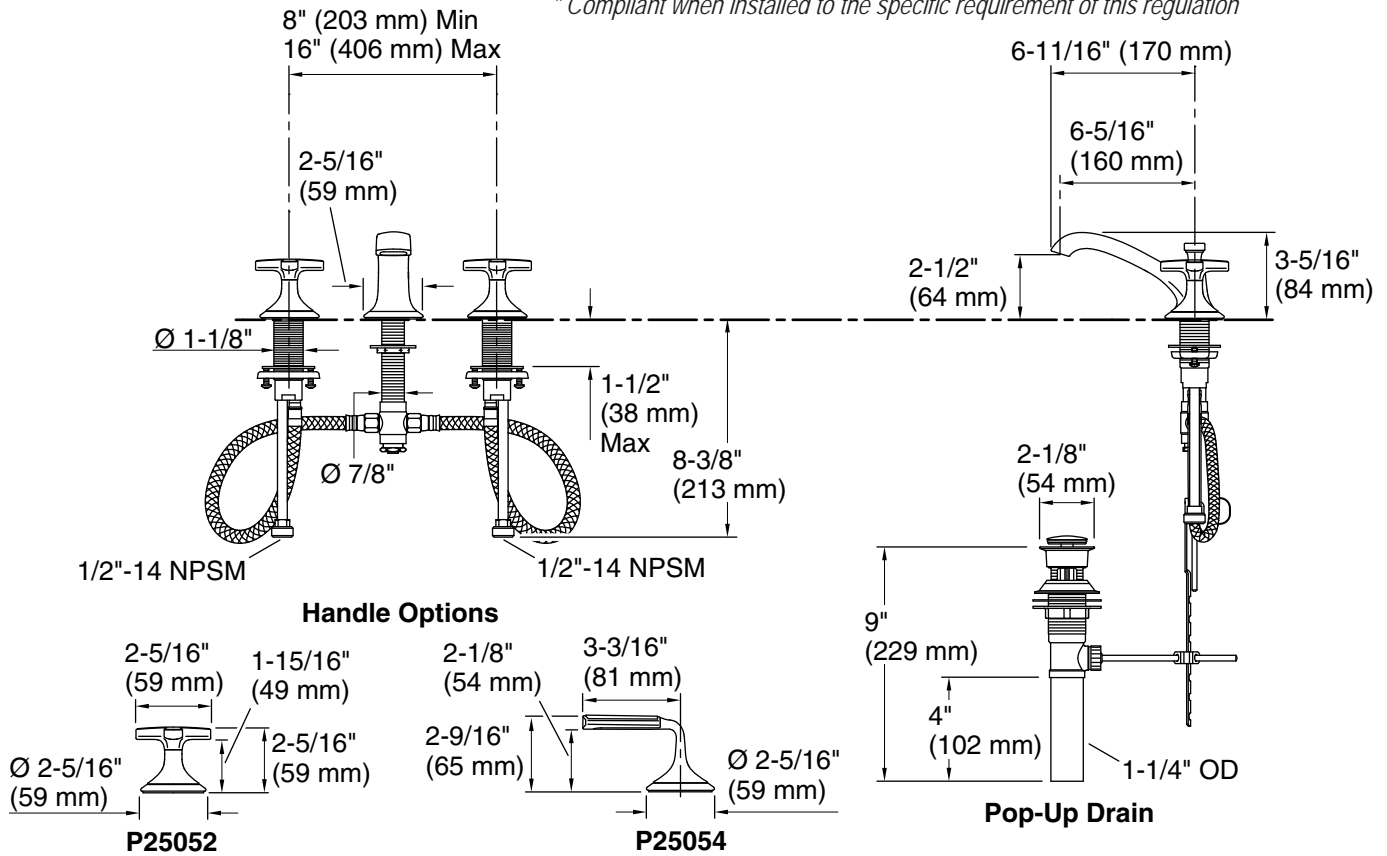 * Compliant when installed to the specific requirement of this regulation
8" (203 mm) Min
16" (406 mm) Max
6-11/16" (170 mm)
6-5/16"
(160 mm)
2-5/16"
(59 mm)
2-1/2"
(64 mm)
3-5/16"
(84 mm)
Ø 1-1/8"
1-1/2"
(38 mm)
Max
Ø 7/8"
8-3/8"
(213 mm)
2-1/8"
(54 mm)
1/2"-14 NPSM
1/2"-14 NPSM
9"
(229 mm)
4"
(102 mm)
1-1/4" OD
Pop-Up Drain
Handle Options
2-5/16"
(59 mm)
1-15/16"
(49 mm)
2-5/16"
(59 mm)
Ø 2-5/16"
(59 mm)
P25052
2-1/8"
(54 mm)
3-3/16"
(81 mm)
2-9/16"
(65 mm)
Ø 2-5/16"
(59 mm)
P25054